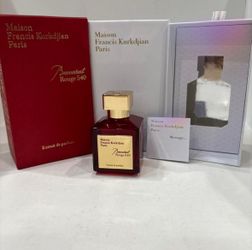 Maison
Francis Kurkdjian
Paris
Baccarat
Rouge 540
Extrait de parfum
Maison
Francis Kurkdjian
Paris
Maison
Francis Kurkdjian
Paris
Baccarat
Rouge 540
Maison
Francis Kurkdjian
Paris